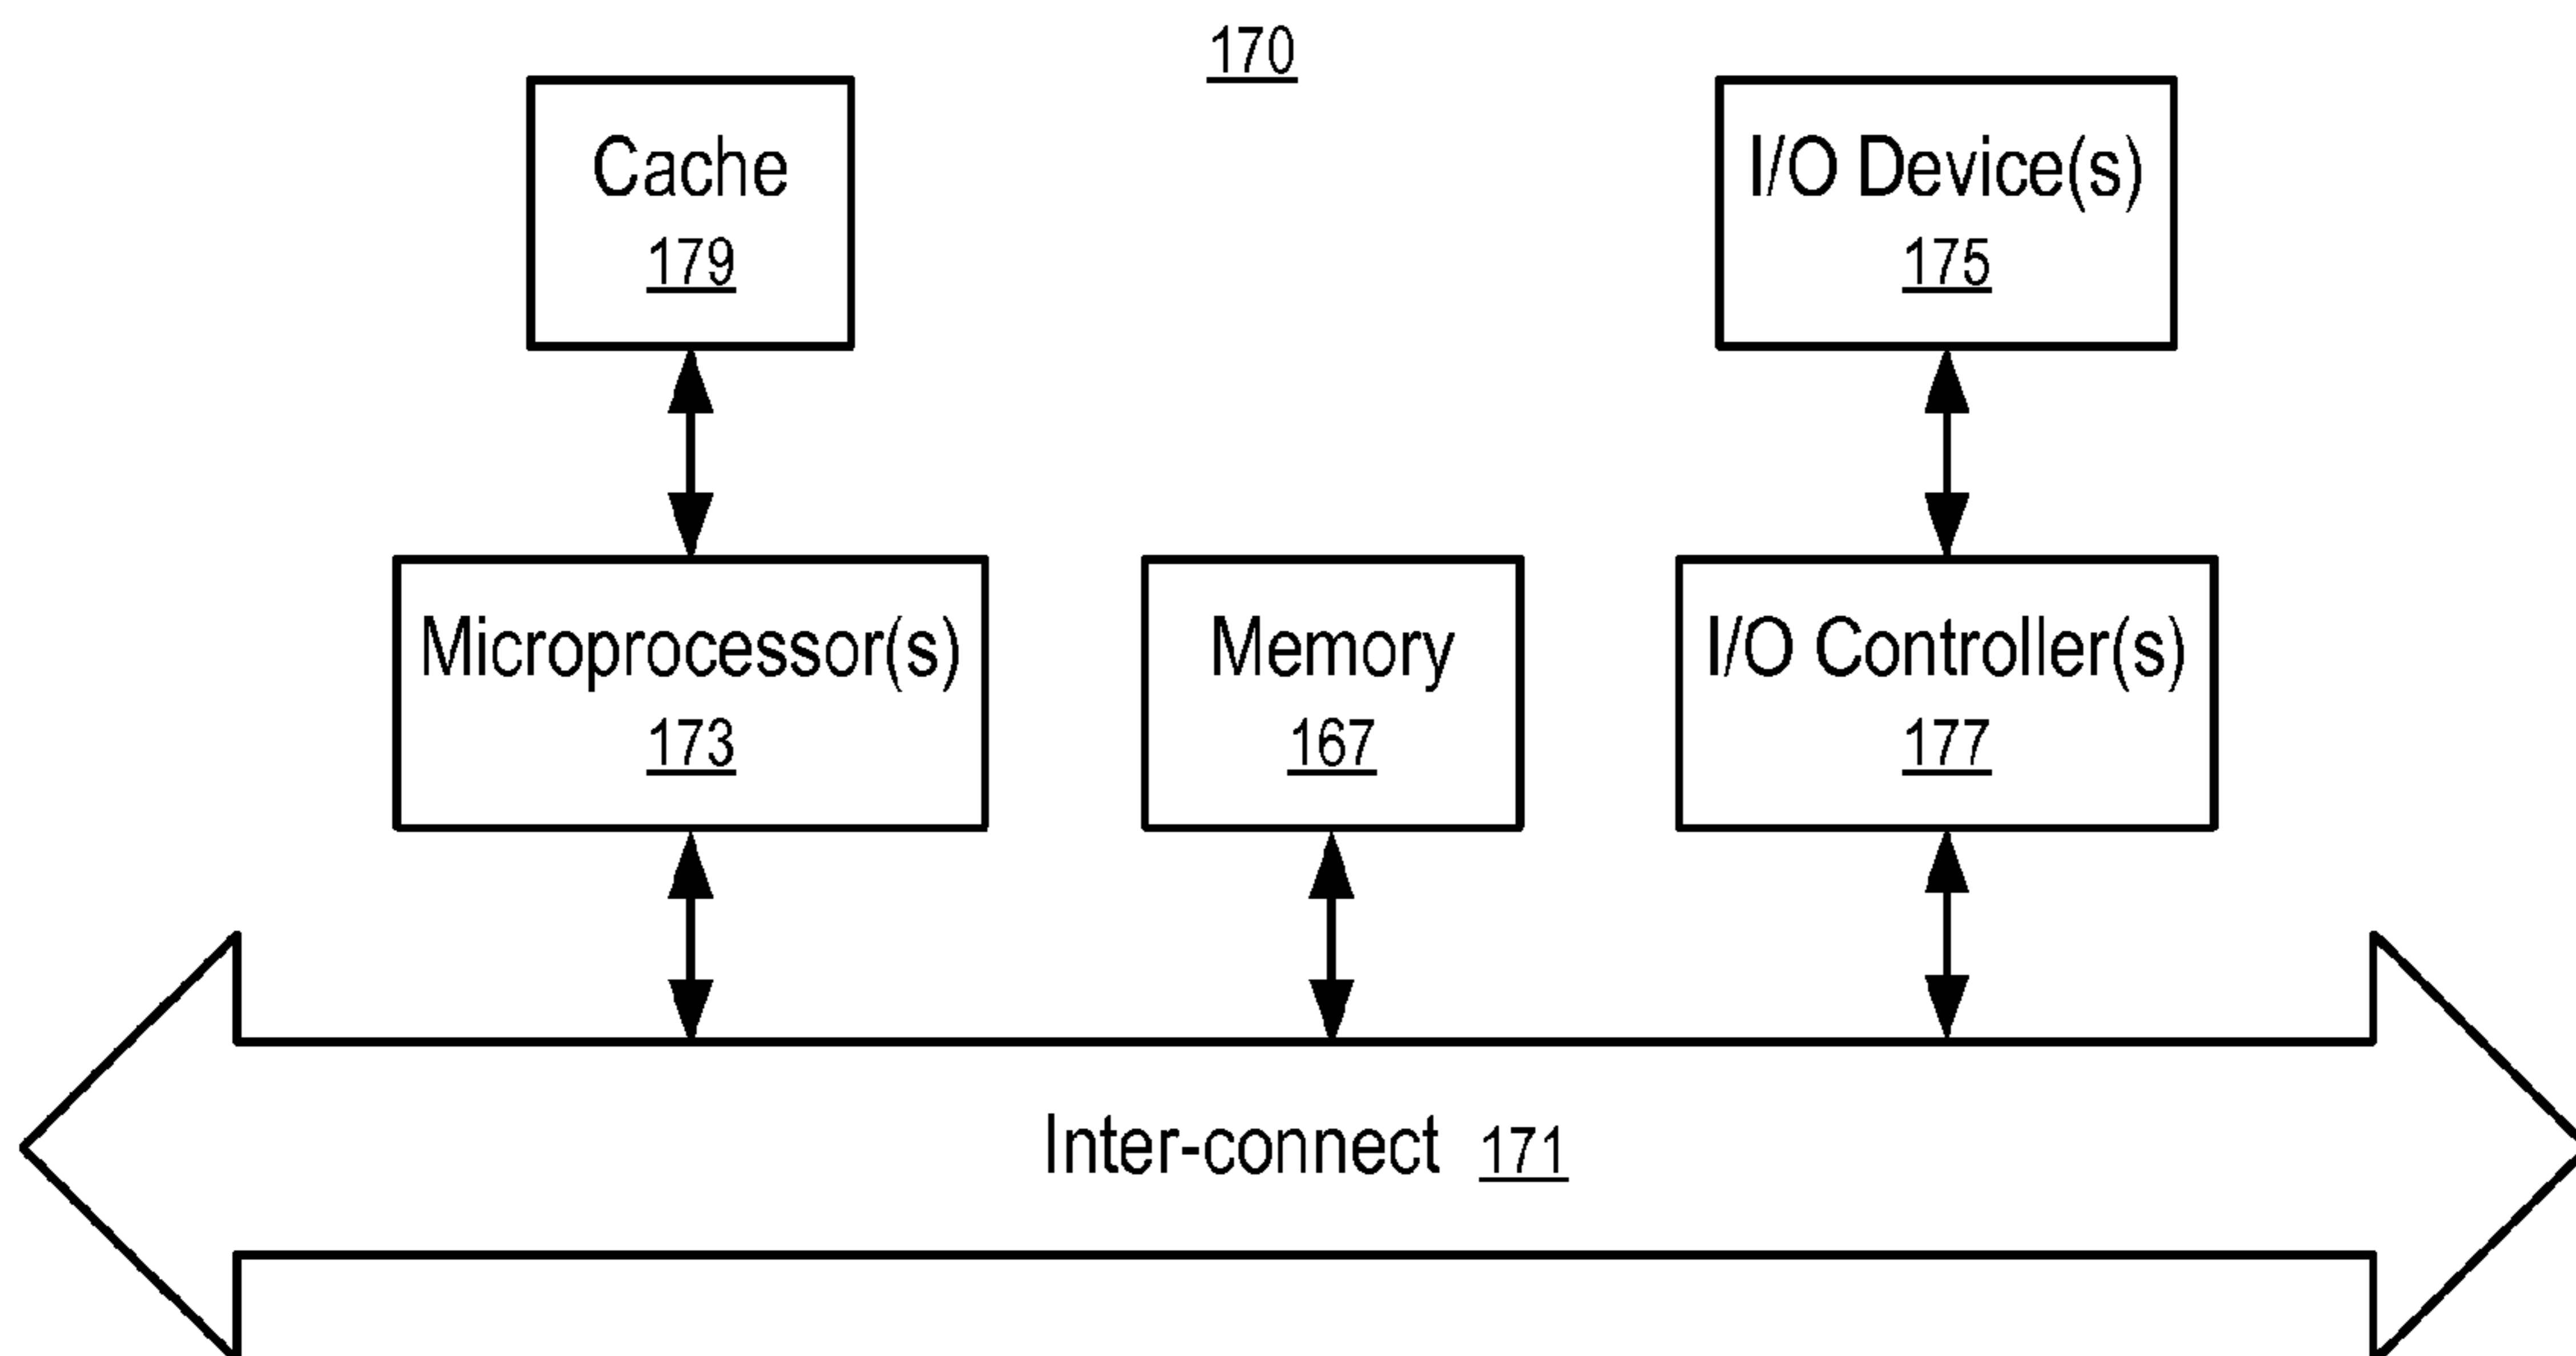 170
Cache
179
I/O Device(s)
175
Microprocessor(s)
173
Memory
167
I/O Controller(s)
177
Inter-connect 171